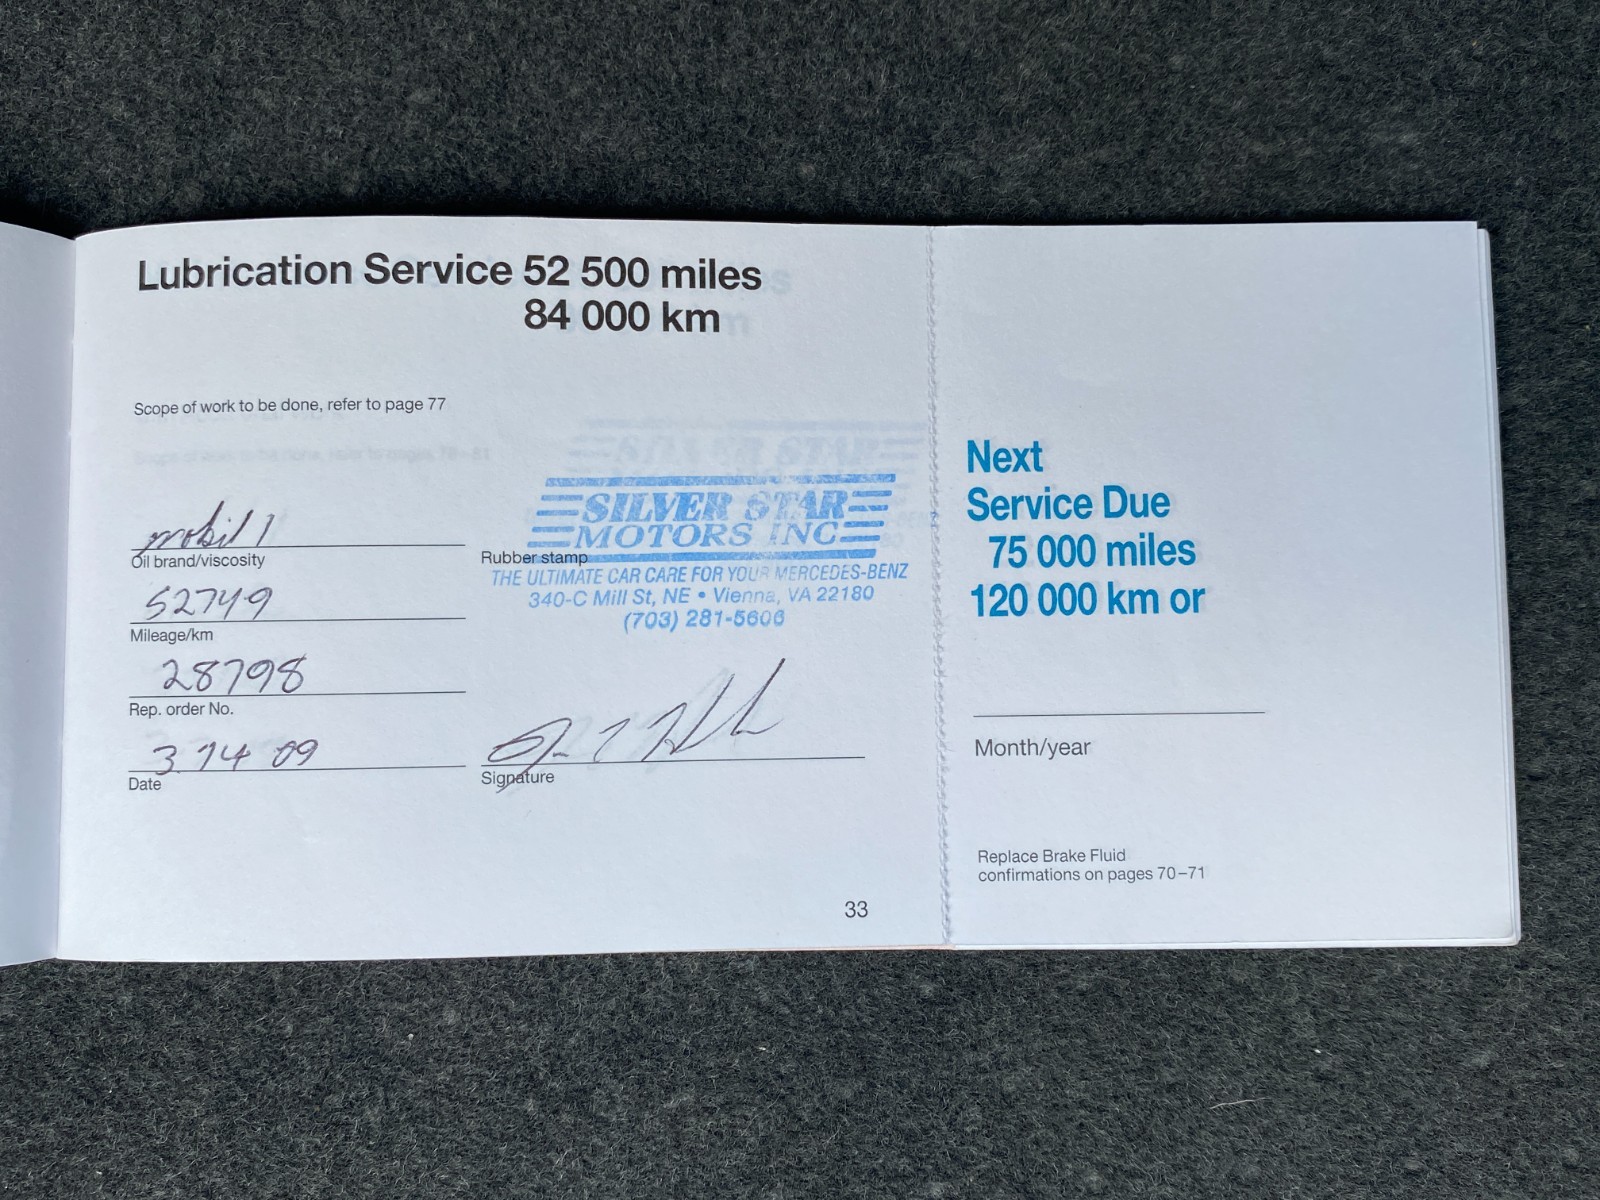 Lubrication Service 52 500 miles
84 000 km
Scope of work to be done, refer to page 77
mobil 1
Oil brand/viscosity
52749
Mileage/km
28798
Rep. order No.
3 14 09
Date
SILVER STAR
MOTORS INC
Rubber stamp
THE ULTIMATE CAR CARE FOR YOUR MERCEDES-BENZ
340-C Mill St, NE • Vienna, VA 22180
(703) 281-5606
Signature
33
Next
Service Due
75 000 miles
120 000 km or
Month/year
Replace Brake Fluid
confirmations on pages 70–71